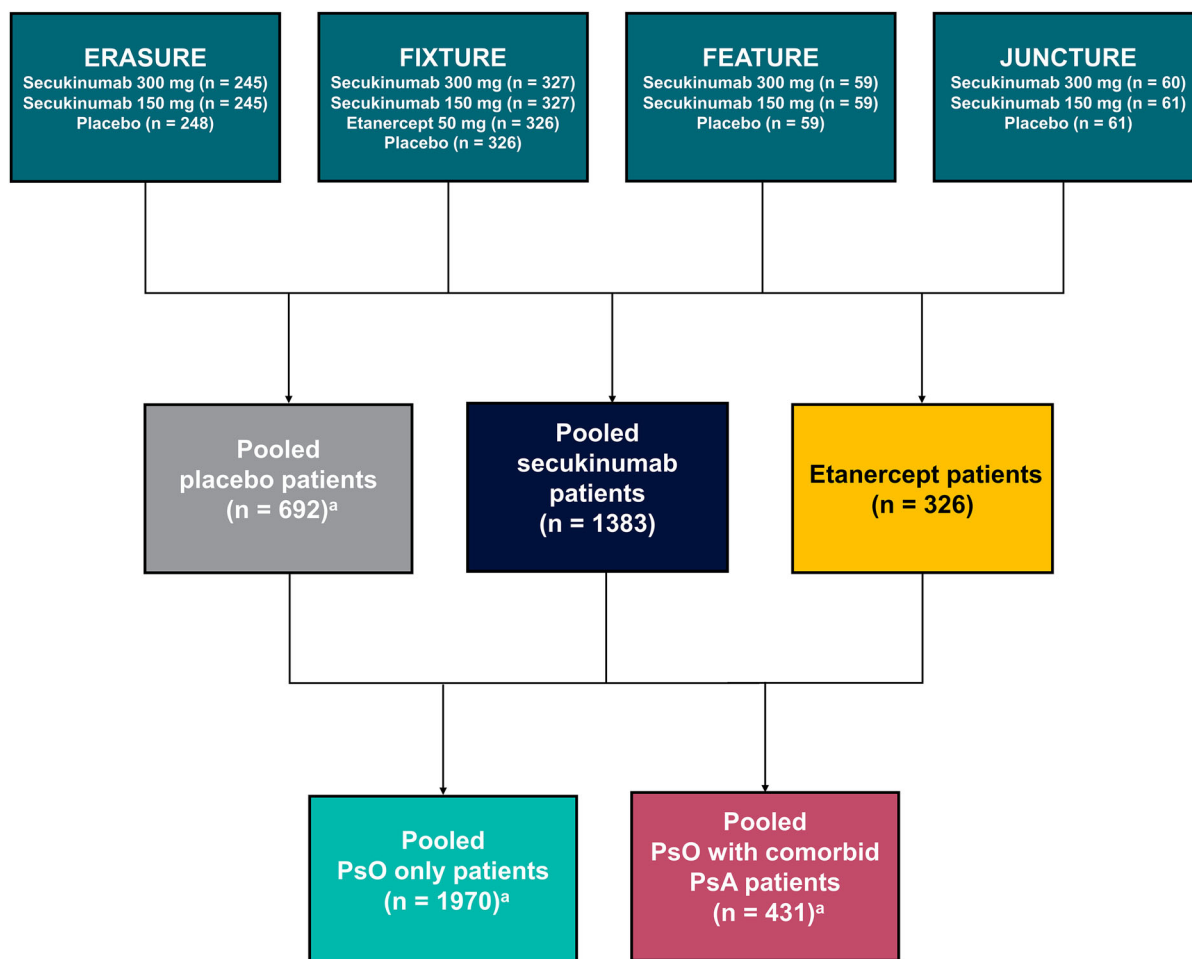 ERASURE
Secukinumab 300 mg (n = 245)
Secukinumab 150 mg (n = 245)
Placebo (n = 248)
FIXTURE
Secukinumab 300 mg (n = 327)
Secukinumab 150 mg (n = 327)
Etanercept 50 mg (n = 326)
Placebo (n = 326)
FEATURE
Secukinumab 300 mg (n = 59)
Secukinumab 150 mg (n = 59)
Placebo (n = 59)
JUNCTURE
Secukinumab 300 mg (n = 60)
Secukinumab 150 mg (n = 61)
Placebo (n = 61)
Pooled
placebo patients
(n = 692)ᵃ
Pooled
secukinumab
patients
(n = 1383)
Etanercept patients
(n = 326)
Pooled
PsO only patients
(n = 1970)ᵃ
Pooled
PsO with comorbid
PsA patients
(n = 431)ᵃ